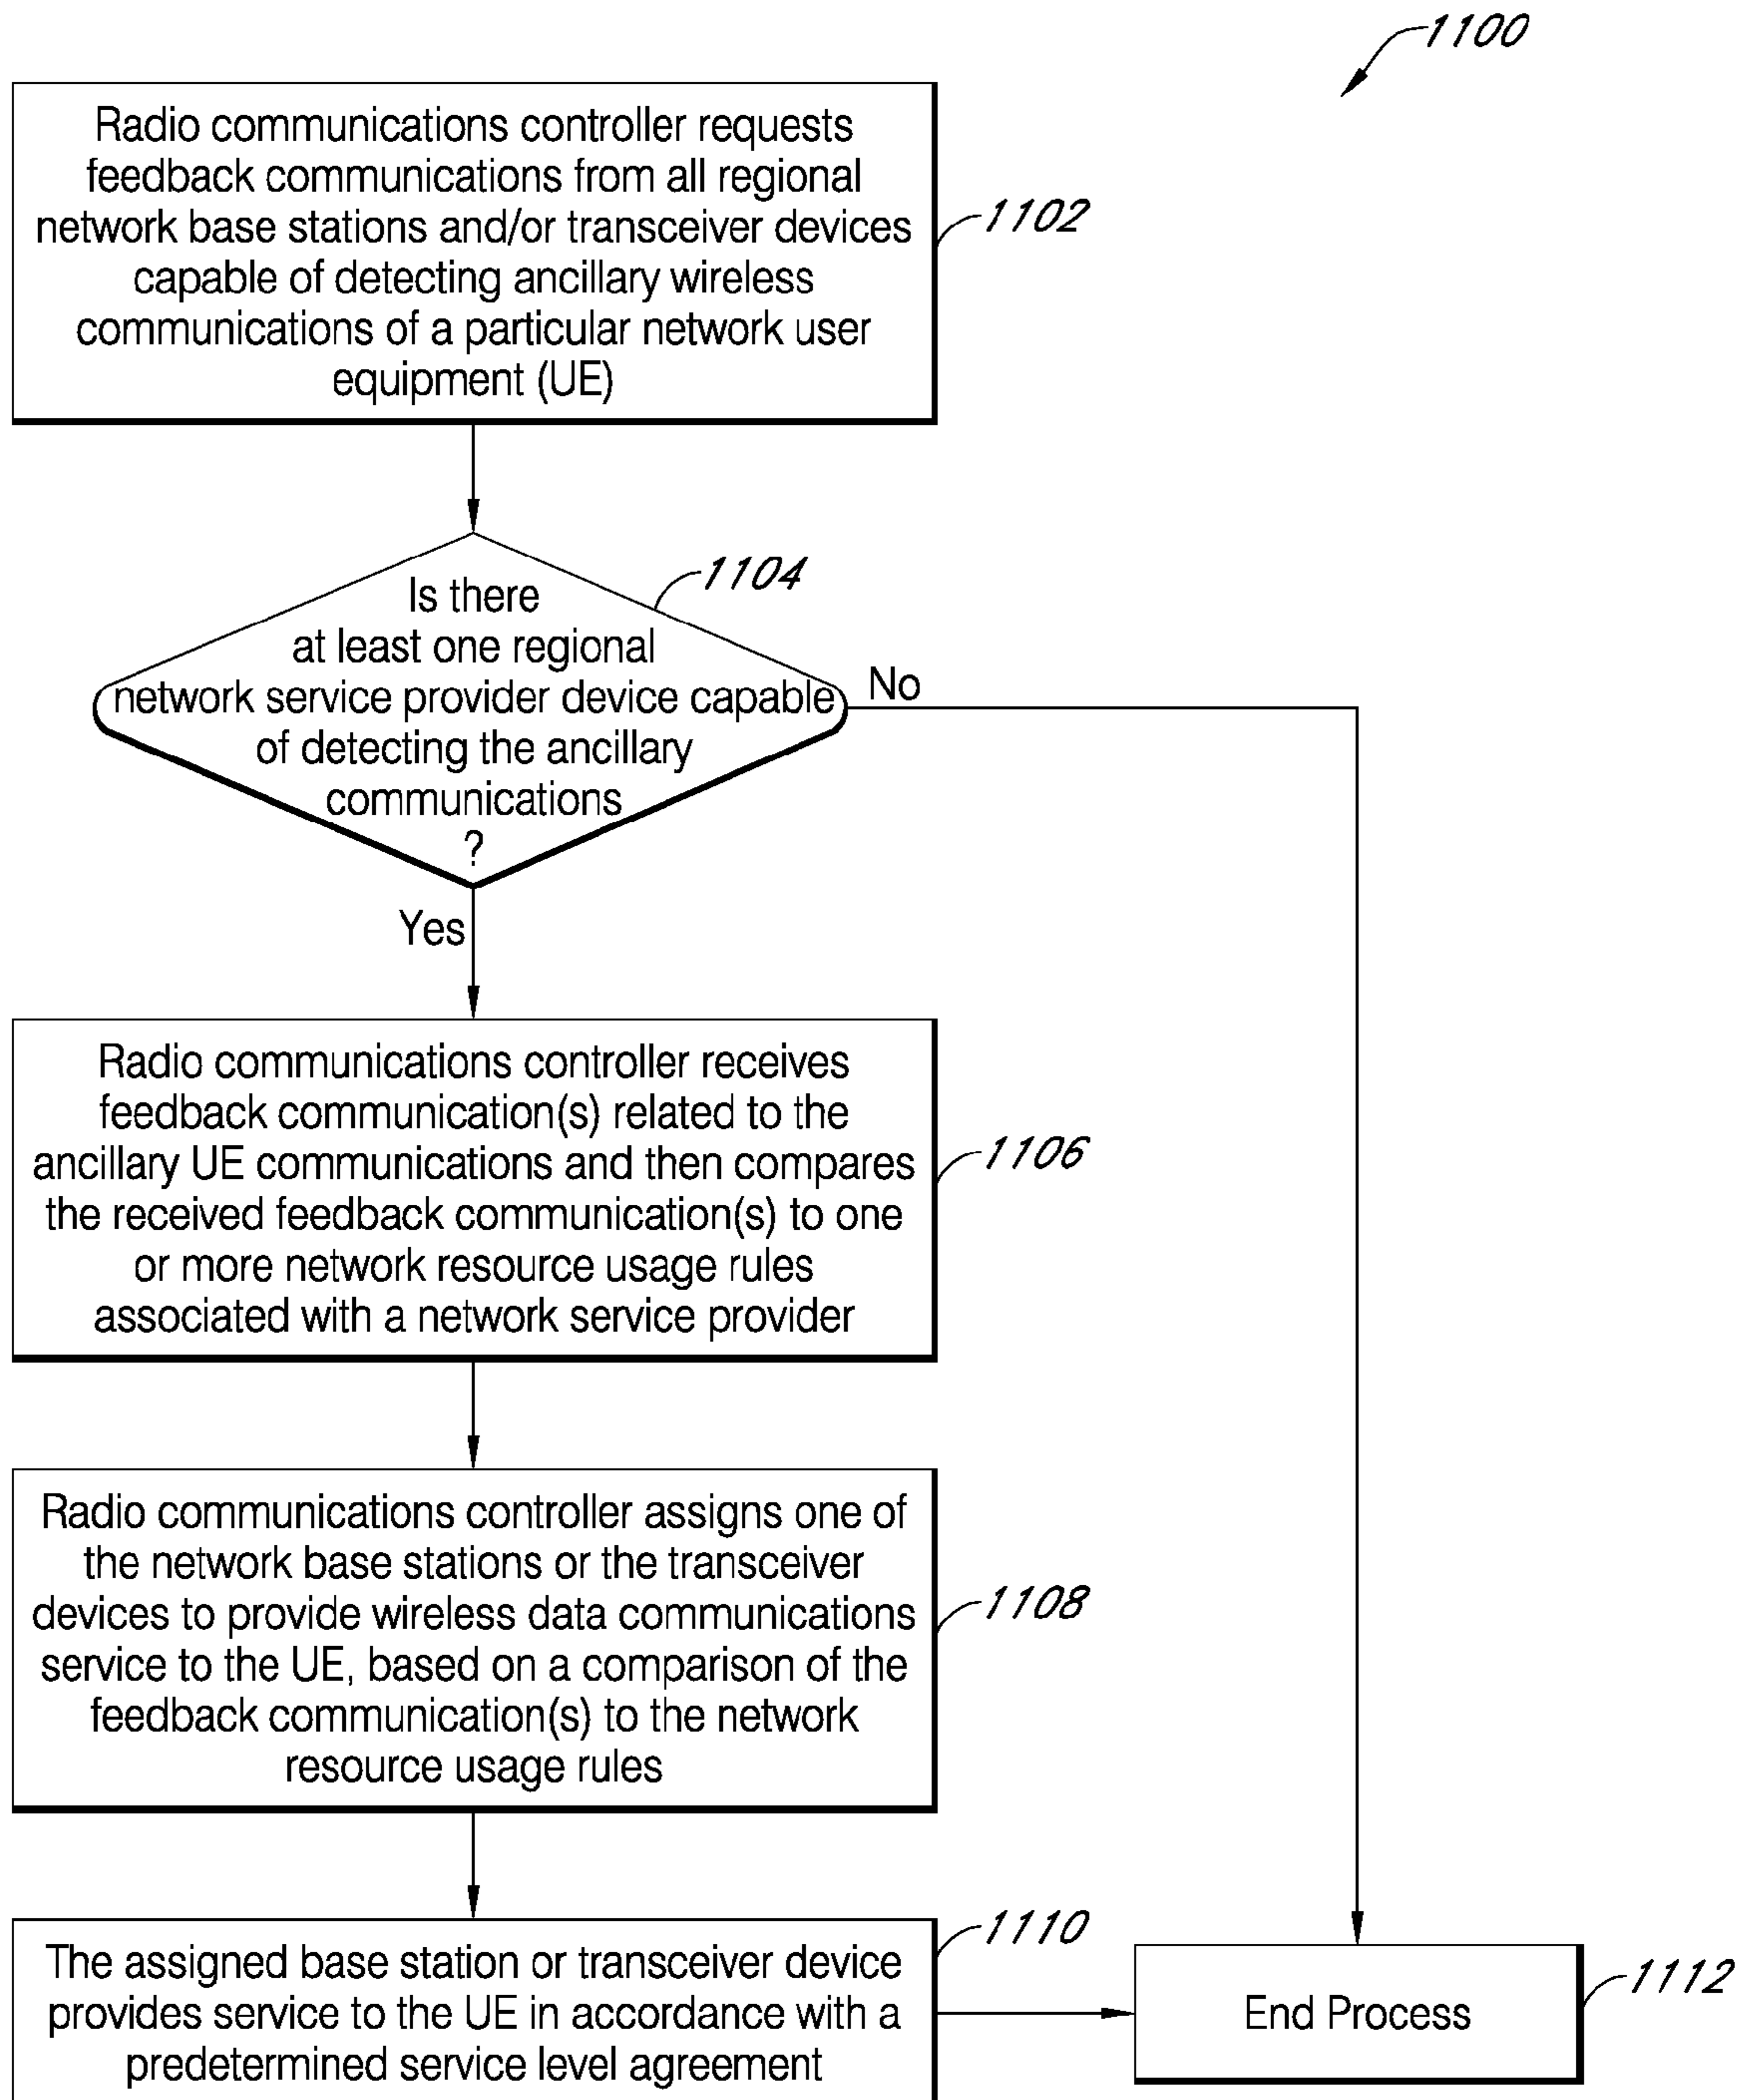 1100
Radio communications controller requests
feedback communications from all regional
network base stations and/or transceiver devices
capable of detecting ancillary wireless
communications of a particular network user
equipment (UE)
1102
Is there
at least one regional
network service provider device capable
of detecting the ancillary
communications
?
1104
No
Yes
Radio communications controller receives
feedback communication(s) related to the
ancillary UE communications and then compares
the received feedback communication(s) to one
or more network resource usage rules
associated with a network service provider
1106
Radio communications controller assigns one of
the network base stations or the transceiver
devices to provide wireless data communications
service to the UE, based on a comparison of the
feedback communication(s) to the network
resource usage rules
1108
The assigned base station or transceiver device
provides service to the UE in accordance with a
predetermined service level agreement
1110
End Process
1112